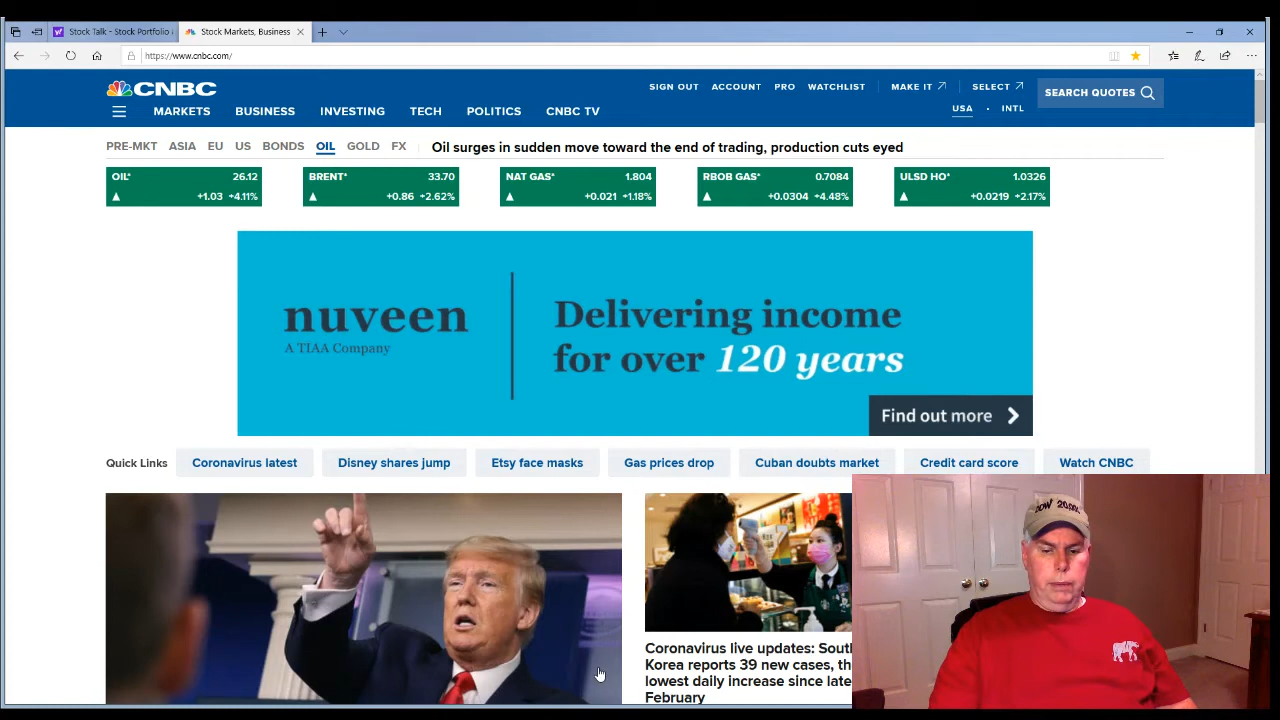 Stock Talk - Stock Portfolio
Stock Markets, Business
https://www.cnbc.com/
CNBC
SIGN OUT ACCOUNT PRO WATCHLIST MAKE IT SELECT
SEARCH QUOTES
USA · INTL
MARKETS BUSINESS INVESTING TECH POLITICS CNBC TV
PRE-MKT ASIA EU US BONDS OIL GOLD FX
Oil surges in sudden move toward the end of trading, production cuts eyed
OIL* 26.12
+1.03 +4.11%
BRENT* 33.70
+0.86 +2.62%
NAT GAS* 1.804
+0.021 +1.18%
RBOB GAS* 0.7084
+0.0304 +4.48%
ULSD HO* 1.0326
+0.0219 +2.17%
nuveen
A TIAA Company
Delivering income
for over 120 years
Find out more
Quick Links Coronavirus latest Disney shares jump Etsy face masks Gas prices drop Cuban doubts market Credit card score Watch CNBC
Coronavirus live updates: South
Korea reports 39 new cases, th
lowest daily increase since late
February